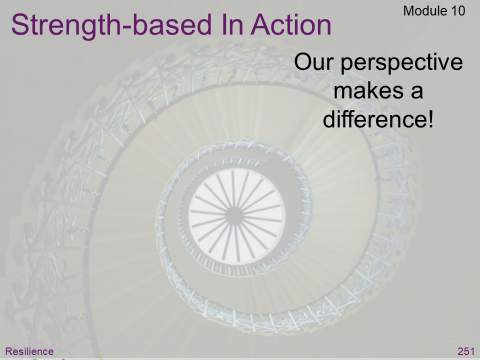 Strength-based In Action
Module 10
Our perspective
makes a
difference!
Resilience
251